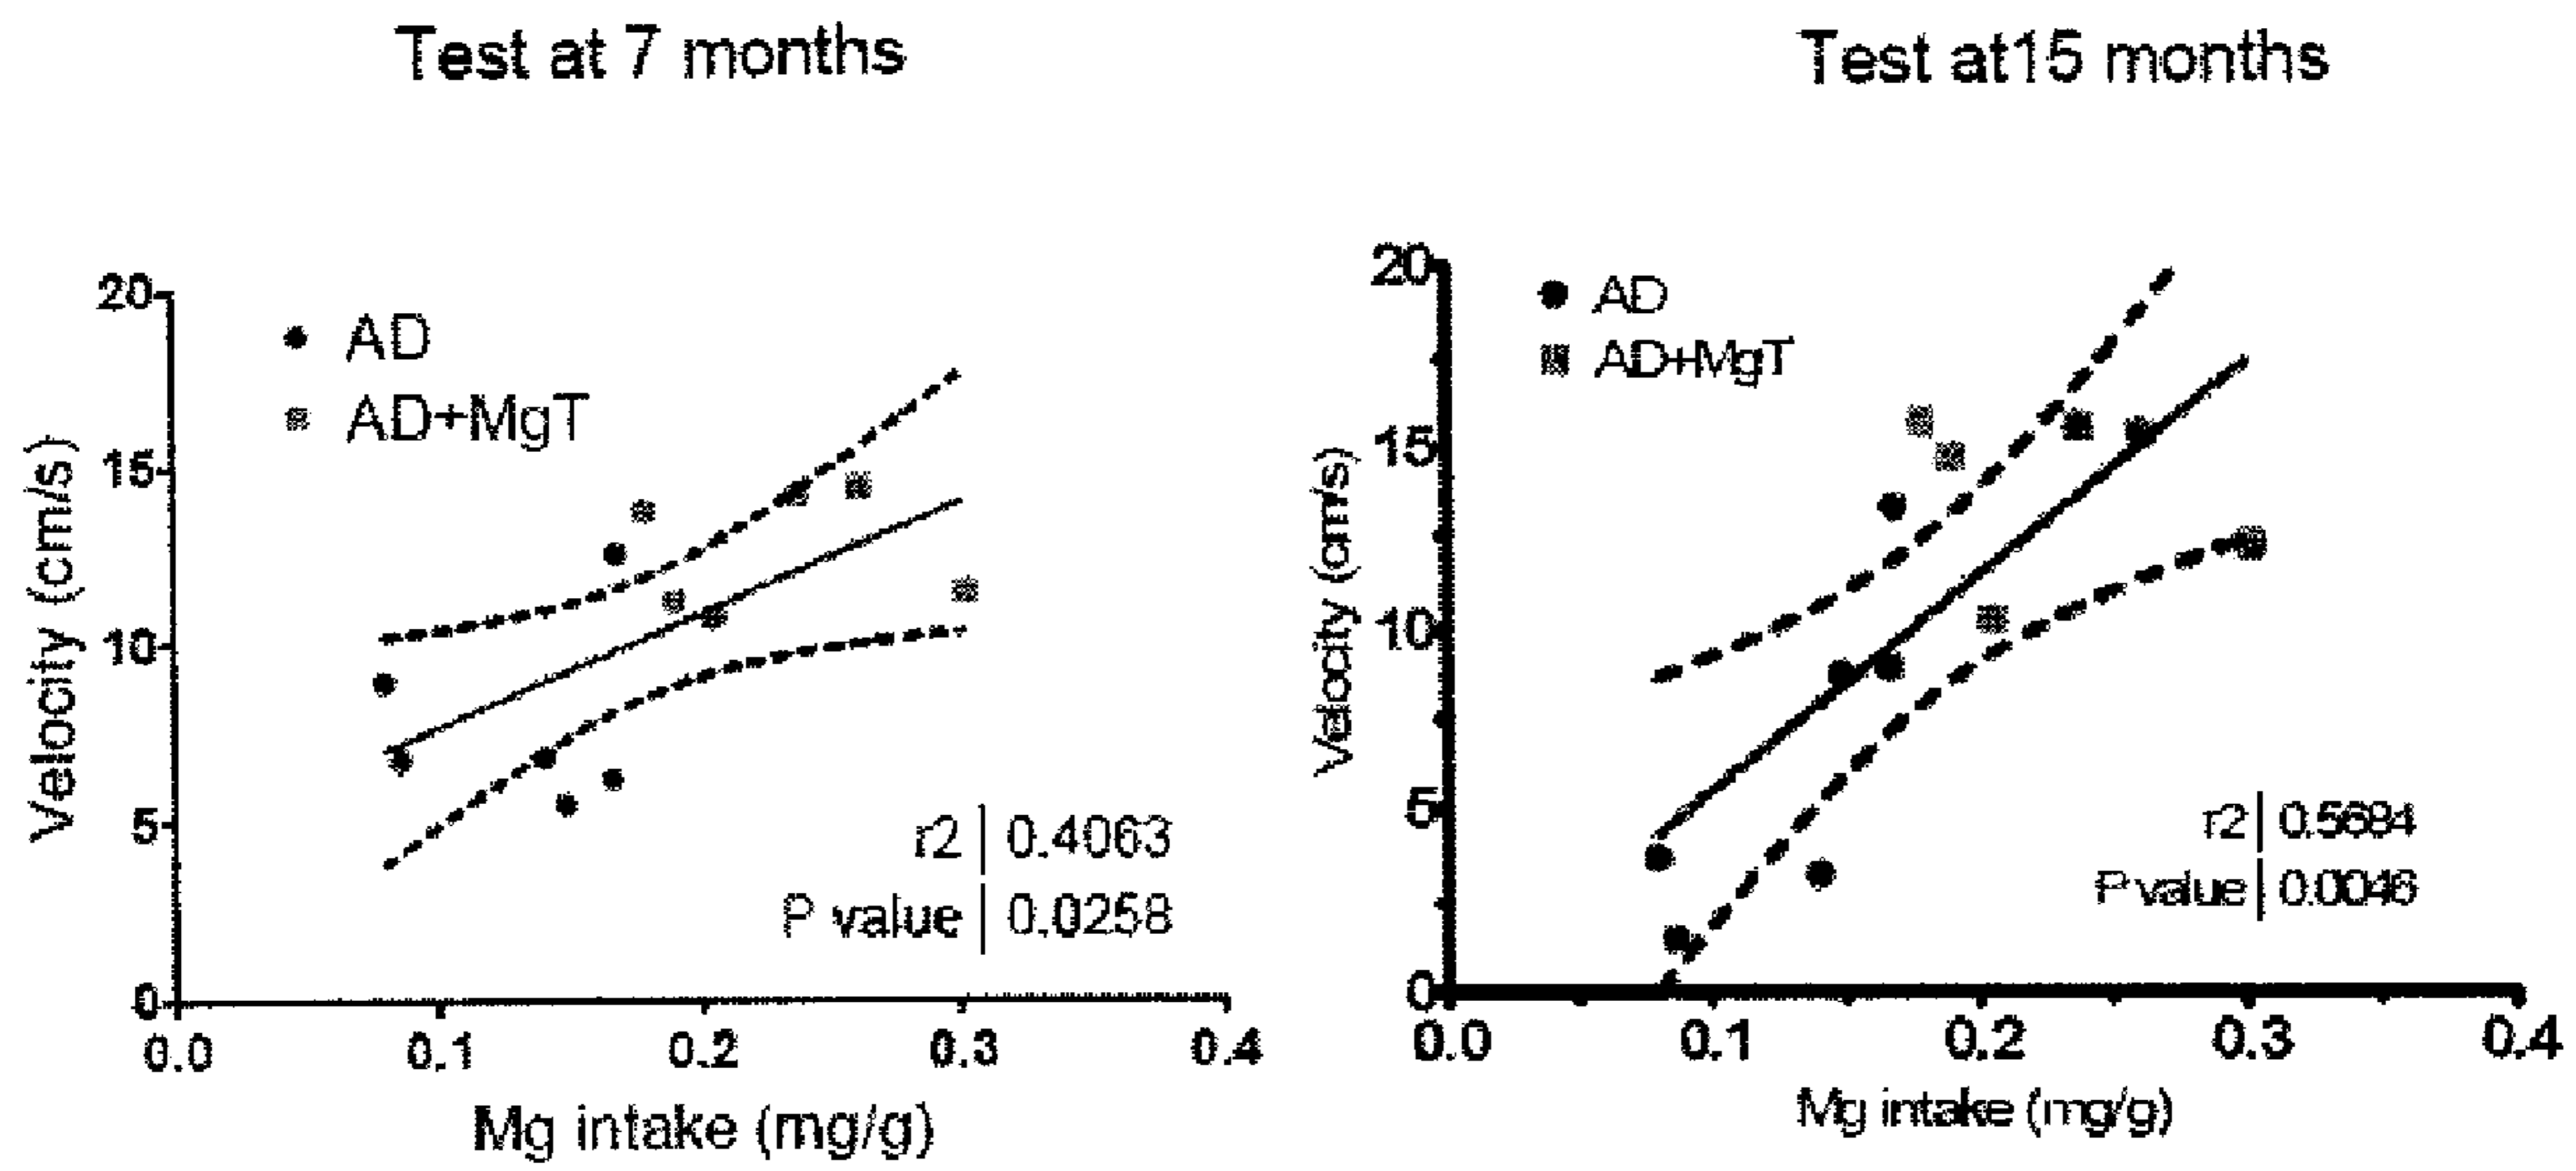 Test at 7 months
20
15
10
5
0
0.0 0.1 0.2 0.3 0.4
AD
AD+MgT
r2 0.4063
P value 0.0258
Velocity (cm/s)
Mg intake (mg/g)
Test at15 months
20
15
10
5
0
0.0 0.1 0.2 0.3 0.4
AD
AD+MgT
r2 0.5684
P value 0.0046
Velocity (cm/s)
Mg intake (mg/g)